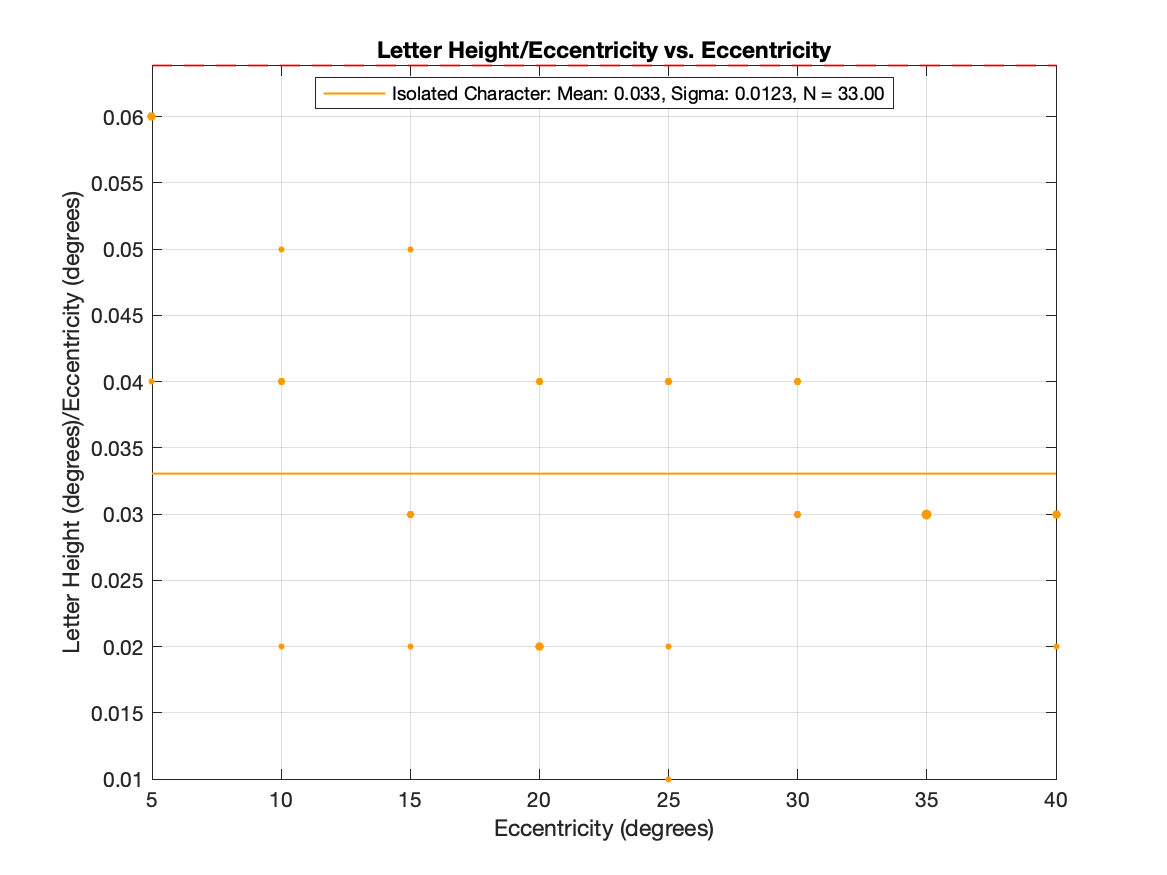 Letter Height/Eccentricity vs. Eccentricity
Isolated Character: Mean: 0.033, Sigma: 0.0123, N = 33.00
Letter Height (degrees)/Eccentricity (degrees)
0.06
0.055
0.05
0.045
0.04
0.035
0.03
0.025
0.02
0.015
0.01
5 10 15 20 25 30 35 40
Eccentricity (degrees)